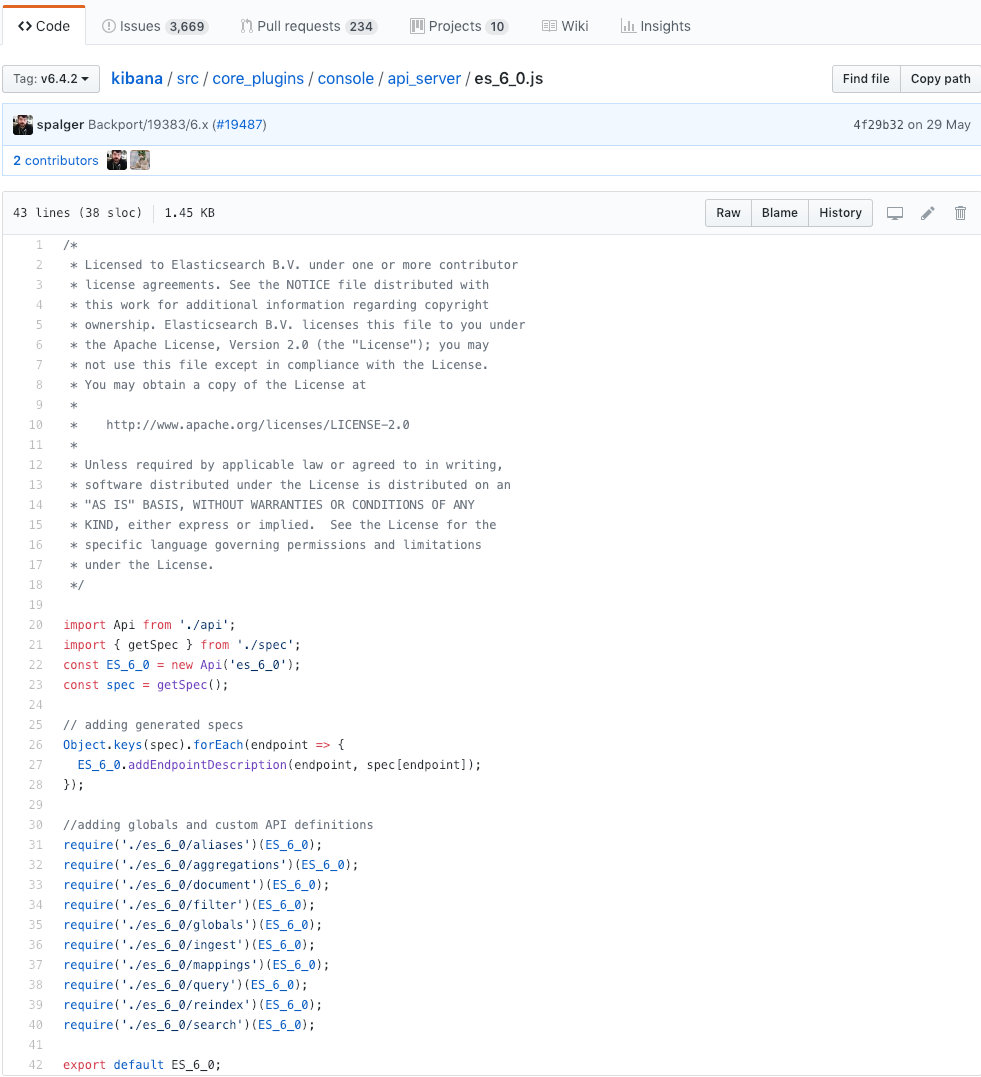 Code Issues 3,669 Pull requests 234 Projects 10 Wiki Insights
Tag: v6.4.2 kibana / src / core_plugins / console / api_server / es_6_0.js Find file Copy path
spalger Backport/19383/6.x (#19487) 4f29b32 on 29 May
2 contributors
43 lines (38 sloc) 1.45 KB Raw Blame History
1 /*
2 * Licensed to Elasticsearch B.V. under one or more contributor
3 * license agreements. See the NOTICE file distributed with
4 * this work for additional information regarding copyright
5 * ownership. Elasticsearch B.V. licenses this file to you under
6 * the Apache License, Version 2.0 (the "License"); you may
7 * not use this file except in compliance with the License.
8 * You may obtain a copy of the License at
9 *
10 *    http://www.apache.org/licenses/LICENSE-2.0
11 *
12 * Unless required by applicable law or agreed to in writing,
13 * software distributed under the License is distributed on an
14 * "AS IS" BASIS, WITHOUT WARRANTIES OR CONDITIONS OF ANY
15 * KIND, either express or implied.  See the License for the
16 * specific language governing permissions and limitations
17 * under the License.
18 */
19
20 import Api from './api';
21 import { getSpec } from './spec';
22 const ES_6_0 = new Api('es_6_0');
23 const spec = getSpec();
24
25 // adding generated specs
26 Object.keys(spec).forEach(endpoint => {
27   ES_6_0.addEndpointDescription(endpoint, spec[endpoint]);
28 });
29
30 //adding globals and custom API definitions
31 require('./es_6_0/aliases')(ES_6_0);
32 require('./es_6_0/aggregations')(ES_6_0);
33 require('./es_6_0/document')(ES_6_0);
34 require('./es_6_0/filter')(ES_6_0);
35 require('./es_6_0/globals')(ES_6_0);
36 require('./es_6_0/ingest')(ES_6_0);
37 require('./es_6_0/mappings')(ES_6_0);
38 require('./es_6_0/query')(ES_6_0);
39 require('./es_6_0/reindex')(ES_6_0);
40 require('./es_6_0/search')(ES_6_0);
41
42 export default ES_6_0;